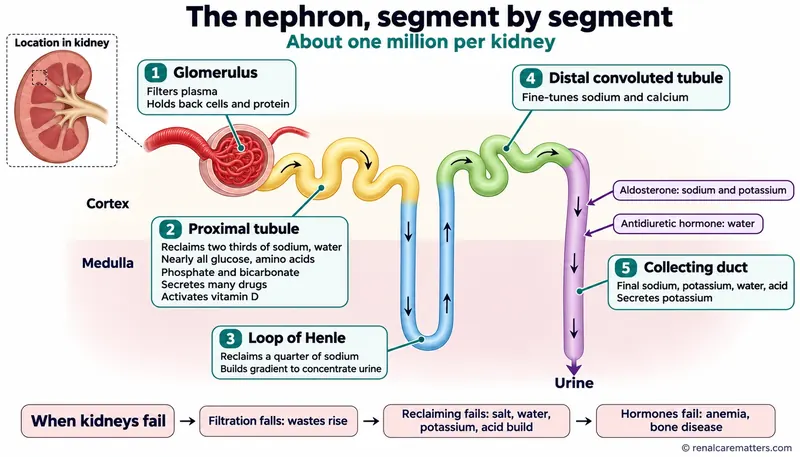 The nephron, segment by segment
About one million per kidney
Location in kidney
1 Glomerulus
Filters plasma
Holds back cells and protein
4 Distal convoluted tubule
Fine-tunes sodium and calcium
Cortex
Medulla
2 Proximal tubule
Reclaims two thirds of sodium, water
Nearly all glucose, amino acids
Phosphate and bicarbonate
Secretes many drugs
Activates vitamin D
Aldosterone: sodium and potassium
Antidiuretic hormone: water
5 Collecting duct
Final sodium, potassium, water, acid
Secretes potassium
3 Loop of Henle
Reclaims a quarter of sodium
Builds gradient to concentrate urine
Urine
When kidneys fail
Filtration falls: wastes rise
Reclaiming fails: salt, water,
potassium, acid build
Hormones fail: anemia,
bone disease
© renalcarematters.com